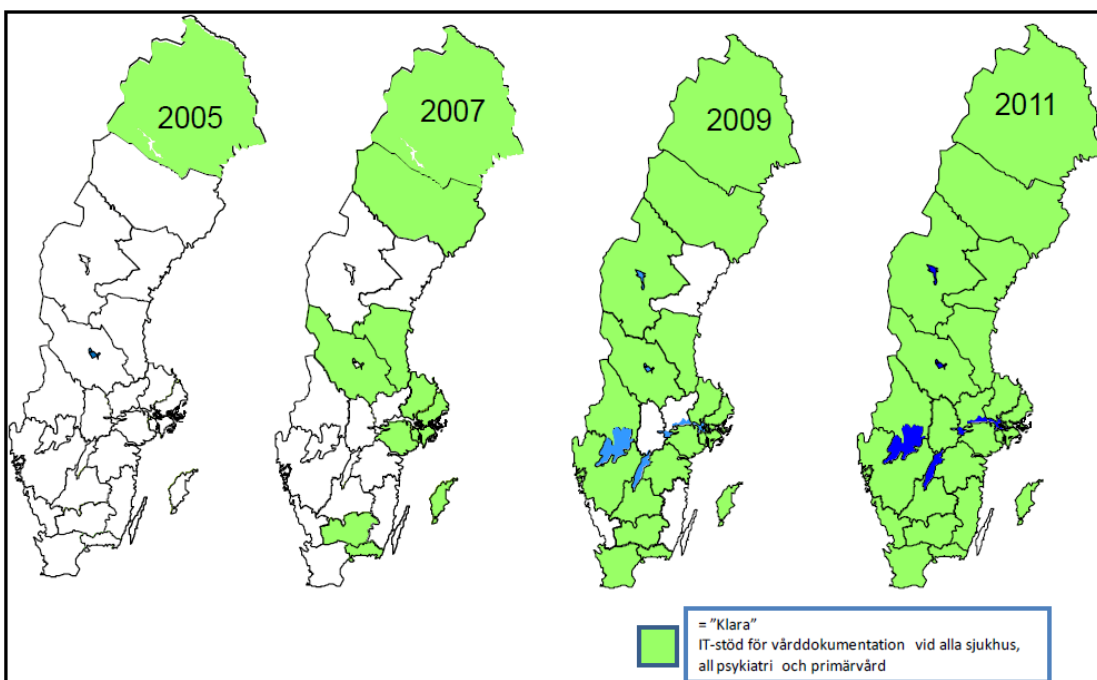 2005
2007
2009
2011
= ”Klara”
IT-stöd för vårddokumentation vid alla sjukhus,
all psykiatri och primärvård